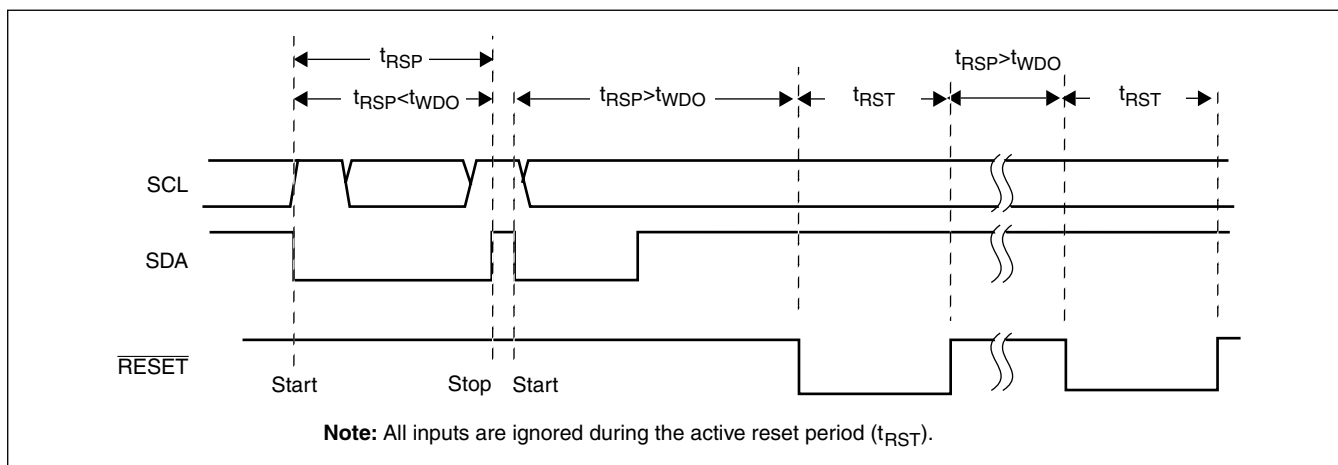 tRSP
tRSP>tWDO
tRSP<tWDO
tRSP>tWDO
tRST
tRST
SCL
SDA
RESET
Start
Stop
Start
Note: All inputs are ignored during the active reset period (tRST).